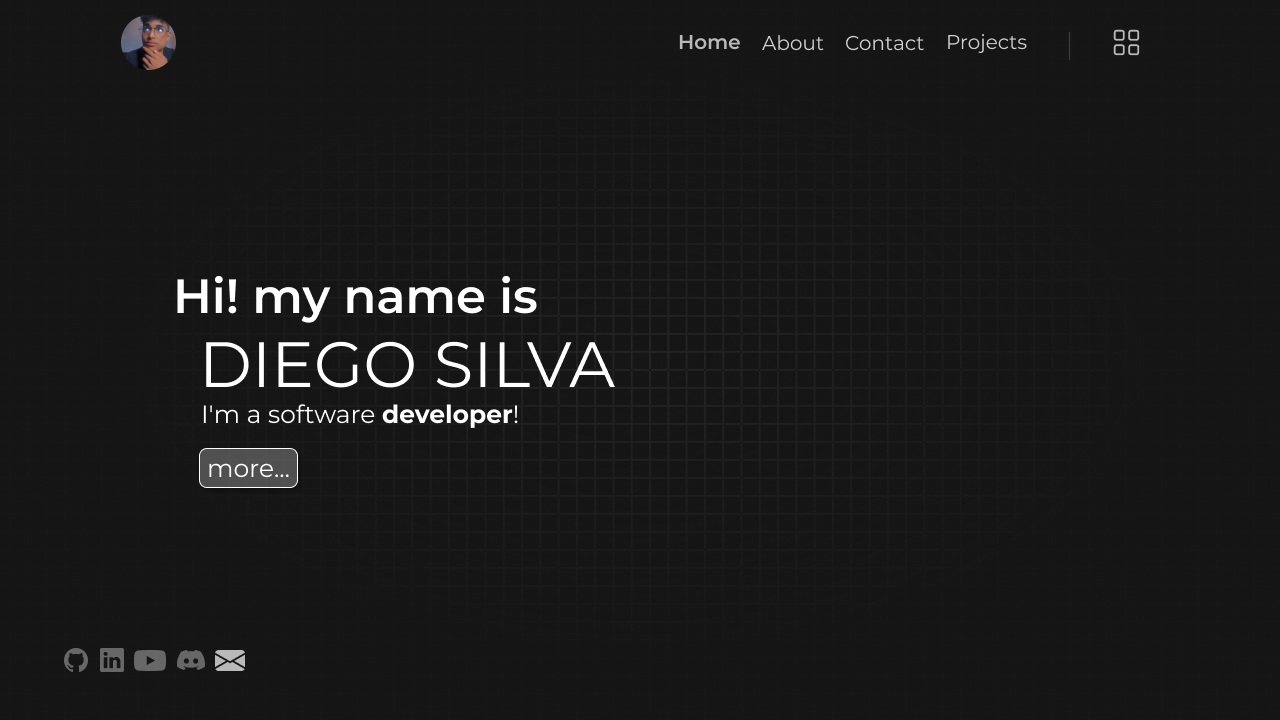 Home About Contact Projects
Hi! my name is
DIEGO SILVA
I'm a software developer!
more...